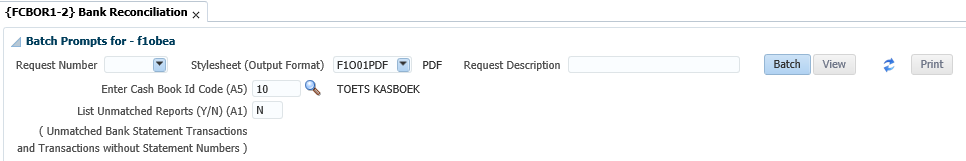 {FCBOR1-2} Bank Reconciliation x
Batch Prompts for - f1obea
Request Number Stylesheet (Output Format) F1O01PDF PDF Request Description Batch View Print
Enter Cash Book Id Code (A5) 10 TOETS KASBOEK
List Unmatched Reports (Y/N) (A1) N
( Unmatched Bank Statement Transactions
and Transactions without Statement Numbers )